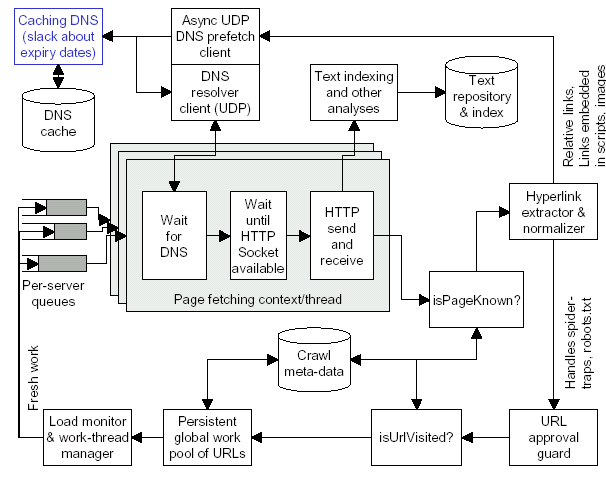 Caching DNS
(slack about
expiry dates)
Async UDP
DNS prefetch
client
DNS
resolver
client (UDP)
Text indexing
and other
analyses
Text
repository
& index
Relative links,
Links embedded
in scripts, images
DNS
cache
Wait
for
DNS
Wait
until
HTTP
Socket
available
HTTP
send
and
receive
Hyperlink
extractor &
normalizer
Per-server
queues
Page fetching context/thread
isPageKnown?
Handles spider-
traps, robots.txt
Crawl
meta-data
Fresh work
Load monitor
& work-thread
manager
Persistent
global work
pool of URLs
isUrlVisited?
URL
approval
guard